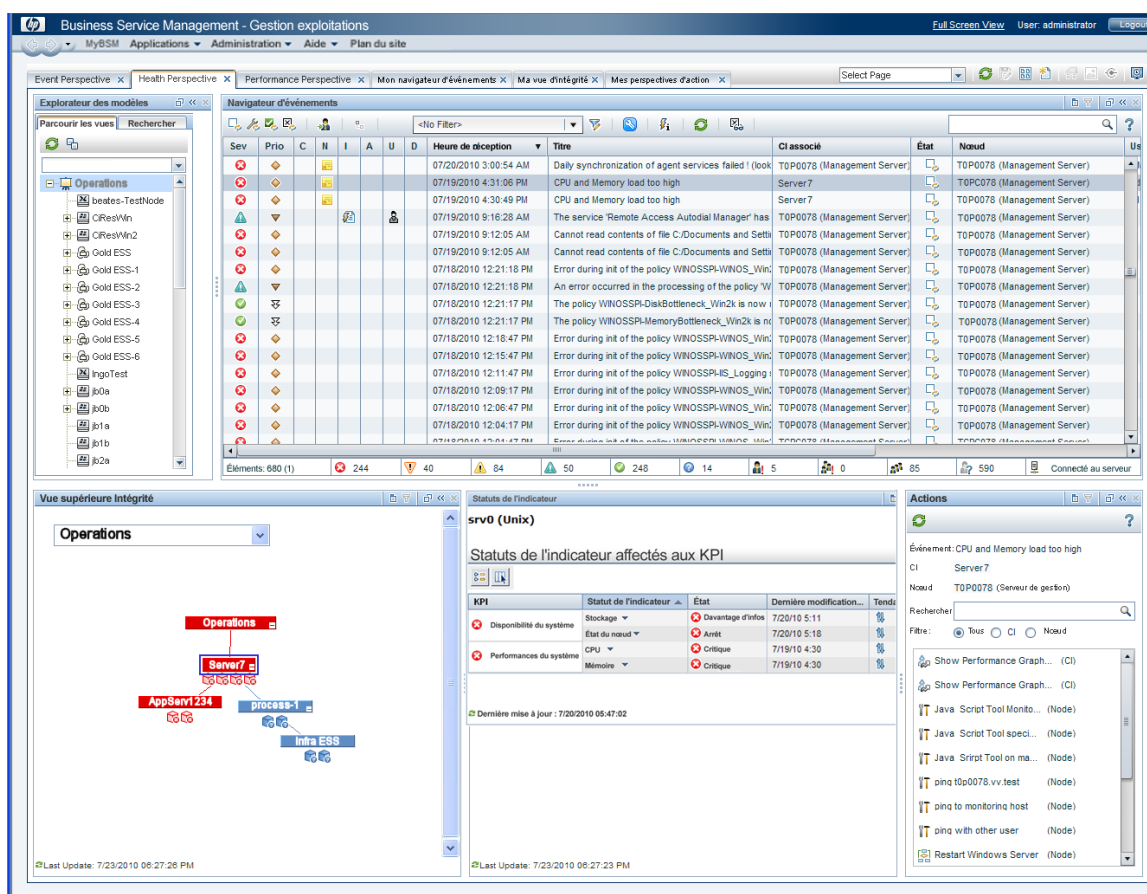 hp Business Service Management - Gestion exploitations Full Screen View User: administrator Logout
MyBSM Applications Administration Aide Plan du site
Event Perspective x Health Perspective x Performance Perspective x Mon navigateur d'événements x Ma vue d'intégrité x Mes perspectives d'action x Select Page
Explorateur des modèles
Parcourir les vues Rechercher
Operations
beates-TestNode
CiResWin
CiResWin2
Gold ESS
Gold ESS-1
Gold ESS-2
Gold ESS-3
Gold ESS-4
Gold ESS-5
Gold ESS-6
IngoTest
jb0a
jb0b
jb1a
jb1b
jb2a
Navigateur d'événements
<No Filter>
Sev Prio C N I A U D Heure de réception Titre CI associé État Nœud Us
07/20/2010 3:00:54 AM Daily synchronization of agent services failed ! (look T0P0078 (Management Server) T0P0078 (Management Server)
07/19/2010 4:31:06 PM CPU and Memory load too high Server7 T0PC078 (Management Server)
07/19/2010 4:30:49 PM CPU and Memory load too high Server7 T0P0078 (Management Server)
07/19/2010 9:16:28 AM The service 'Remote Access Autodial Manager' has T0P0078 (Management Server) T0P0078 (Management Server)
07/19/2010 9:12:05 AM Cannot read contents of file C:/Documents and Setti T0P0078 (Management Server) T0P0078 (Management Server)
07/19/2010 9:12:05 AM Cannot read contents of file C:/Documents and Setti T0P0078 (Management Server) T0P0078 (Management Server)
07/18/2010 12:21:18 PM Error during init of the policy WINOSSPI-WINOS_Win2 T0P0078 (Management Server) T0P0078 (Management Server)
07/18/2010 12:21:18 PM An error occurred in the processing of the policy 'W T0P0078 (Management Server) T0P0078 (Management Server)
07/18/2010 12:21:17 PM The policy WINOSSPI-DiskBottleneck_Win2k is now T0P0078 (Management Server) T0P0078 (Management Server)
07/18/2010 12:21:17 PM The policy WINOSSPI-MemoryBottleneck_Win2k is T0P0078 (Management Server) T0P0078 (Management Server)
07/18/2010 12:18:47 PM Error during init of the policy WINOSSPI-WINOS_Win2 T0P0078 (Management Server) T0P0078 (Management Server)
07/18/2010 12:15:47 PM Error during init of the policy WINOSSPI-WINOS_Win2 T0P0078 (Management Server) T0P0078 (Management Server)
07/18/2010 12:11:47 PM Error during init of the policy WINOSSPI-IIS_Logging T0P0078 (Management Server) T0P0078 (Management Server)
07/18/2010 12:09:17 PM Error during init of the policy WINOSSPI-WINOS_Win2 T0P0078 (Management Server) T0P0078 (Management Server)
07/18/2010 12:06:47 PM Error during init of the policy WINOSSPI-WINOS_Win2 T0P0078 (Management Server) T0P0078 (Management Server)
07/18/2010 12:04:17 PM Error during init of the policy WINOSSPI-WINOS_Win2 T0P0078 (Management Server) T0P0078 (Management Server)
Éléments: 680 (1) 244 40 84 50 248 14 5 0 85 590 Connecté au serveur
Vue supérieure Intégrité
Operations
Operations
Server7
AppServ1234
process-1
Infra ESS
Last Update: 7/23/2010 06:27:26 PM
Statuts de l'indicateur
srv0 (Unix)
Statuts de l'indicateur affectés aux KPI
KPI Statut de l'indicateur État Dernière modification... Tenda
Disponibilité du système Stockage Davantage d'infos 7/20/10 5:11
État du nœud Arrêt 7/20/10 5:18
Performances du système CPU Critique 7/19/10 4:30
Mémoire Critique 7/19/10 4:30
Dernière mise à jour : 7/20/2010 05:47:02
Last Update: 7/23/2010 06:27:23 PM
Actions
?
Événement: CPU and Memory load too high
CI Server7
Nœud T0P0078 (Serveur de gestion)
Rechercher
Filtre: Tous CI Nœud
Show Performance Graph... (CI)
Show Performance Graph... (CI)
Java Script Tool Monito... (Node)
Java Script Tool speci... (Node)
Java Srirpt Tool on ma... (Node)
ping t0p0078.vv.test (Node)
ping to monitoring host (Node)
ping with other user (Node)
Restart Windows Server (Node)